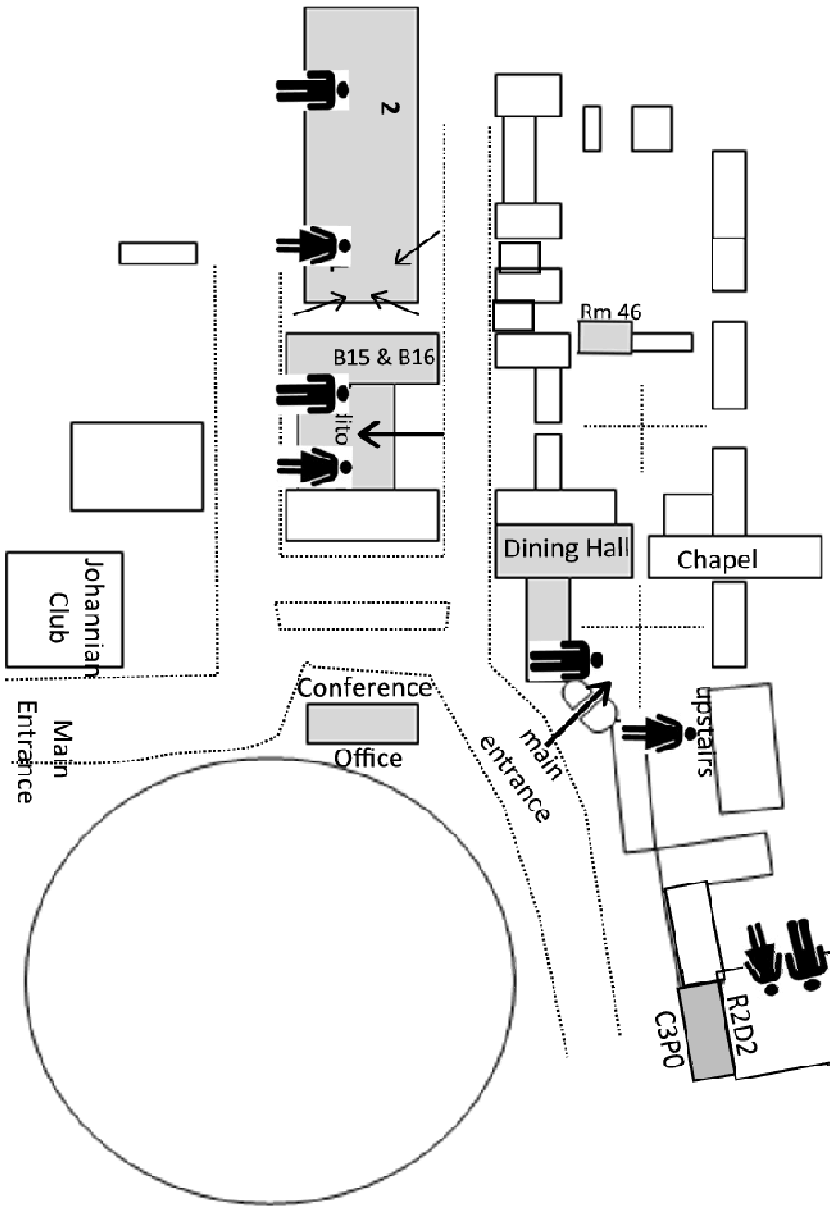 2
Rm 46
B15 & B16
dito
Dining Hall
Chapel
Johannian
Club
Conference
Office
Main
Entrance
main
entrance
upstairs
R2D2
C3P0